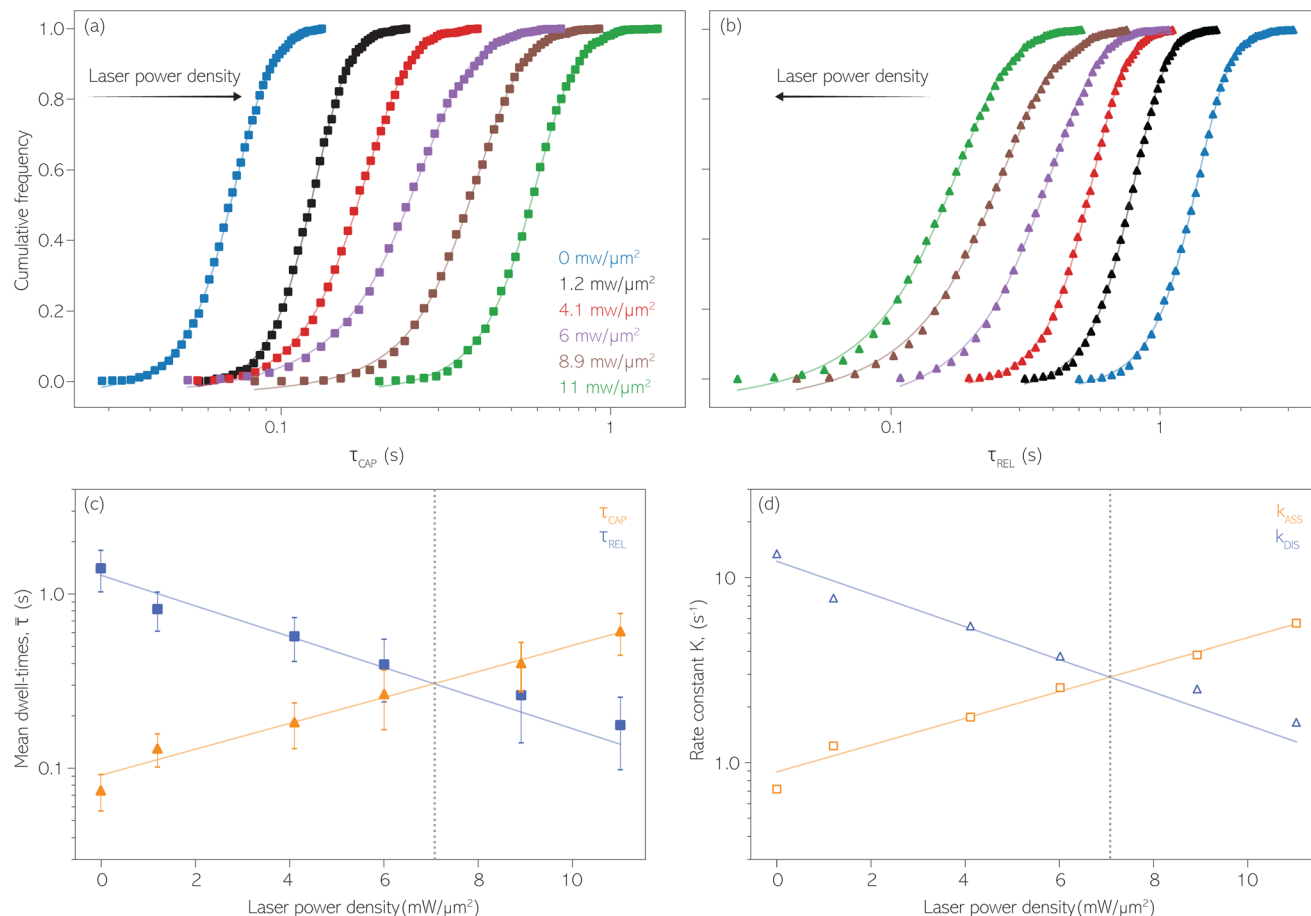 (a)
Laser power density
Cumulative frequency
1.0
0.8
0.6
0.4
0.2
0.0
0 mw/μm²
1.2 mw/μm²
4.1 mw/μm²
6 mw/μm²
8.9 mw/μm²
11 mw/μm²
0.1 1
τCAP (s)
(b)
Laser power density
0.1 1
τREL (s)
(c)
τCAP
τREL
Mean dwell-times, τ̅ (s)
1.0
0.1
0 2 4 6 8 10
Laser power density(mW/μm²)
(d)
kASS
kDIS
Rate constant K, (s⁻¹)
10
1.0
0 2 4 6 8 10
Laser power density(mW/μm²)